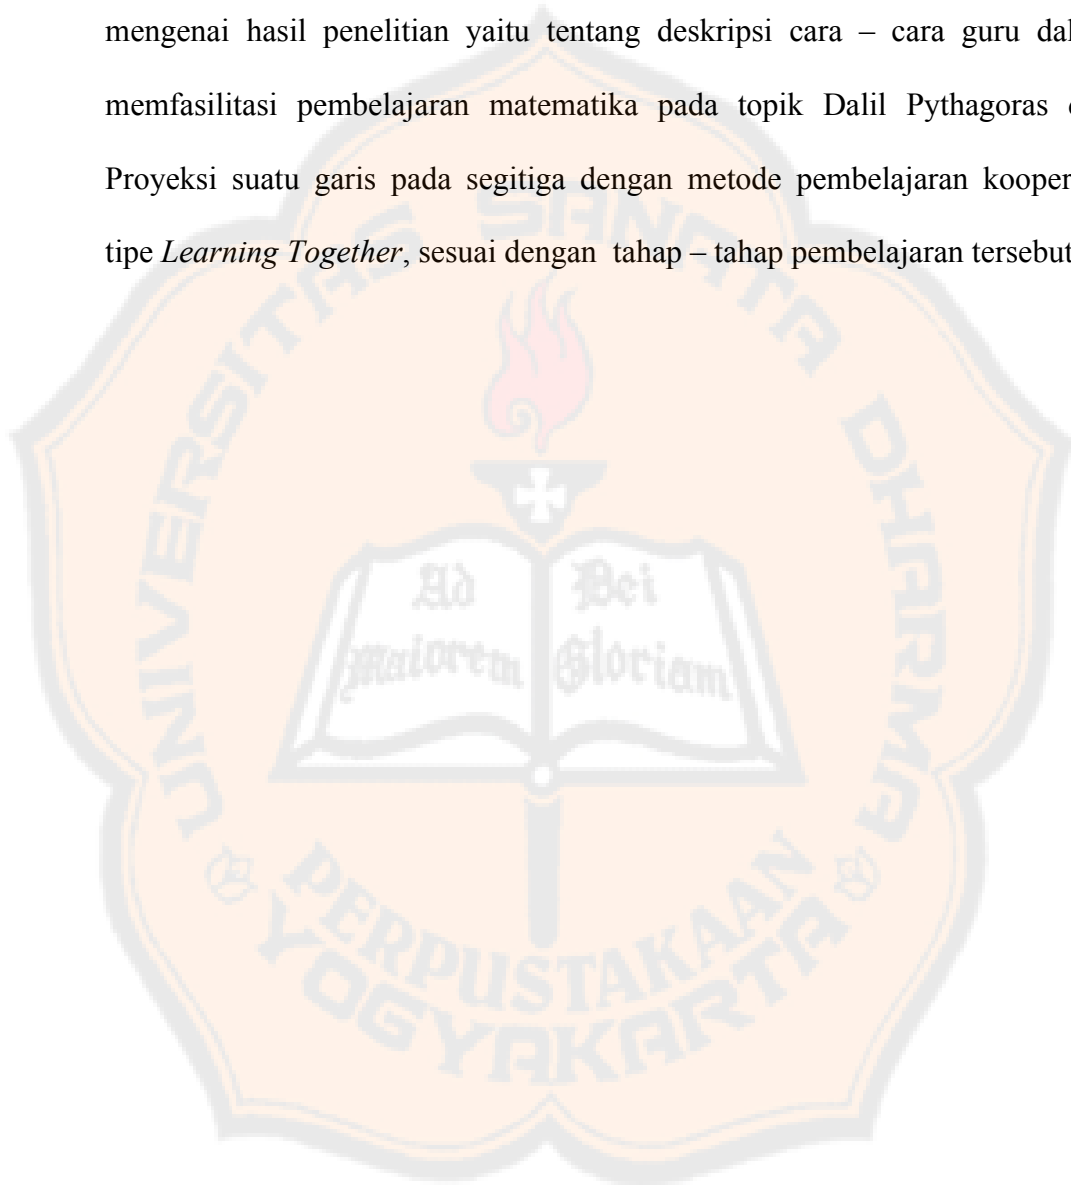 mengenai hasil penelitian yaitu tentang deskripsi cara – cara guru
memfasilitasi pembelajaran matematika pada topik Dalil Pythagoras
Proyeksi suatu garis pada segitiga dengan metode pembelajaran
tipe Learning Together, sesuai dengan tahap – tahap pembelajaran tersebut
UNIVERSITAS SANATA DHARMA
Ad Dei
Maiorem Gloriam
PERPUSTAKAAN
YOGYAKARTA